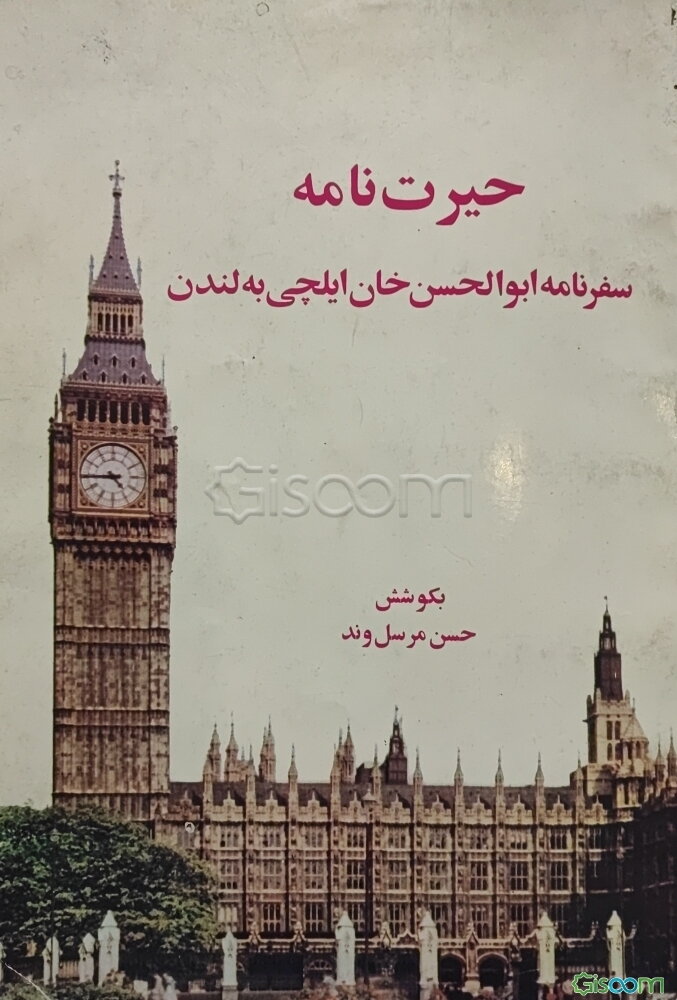 حیرت‌نامه
سفرنامه ابوالحسن خان ایلچی به لندن
Gisoom
بکوشش
حسن مرسل‌وند
Gisoom